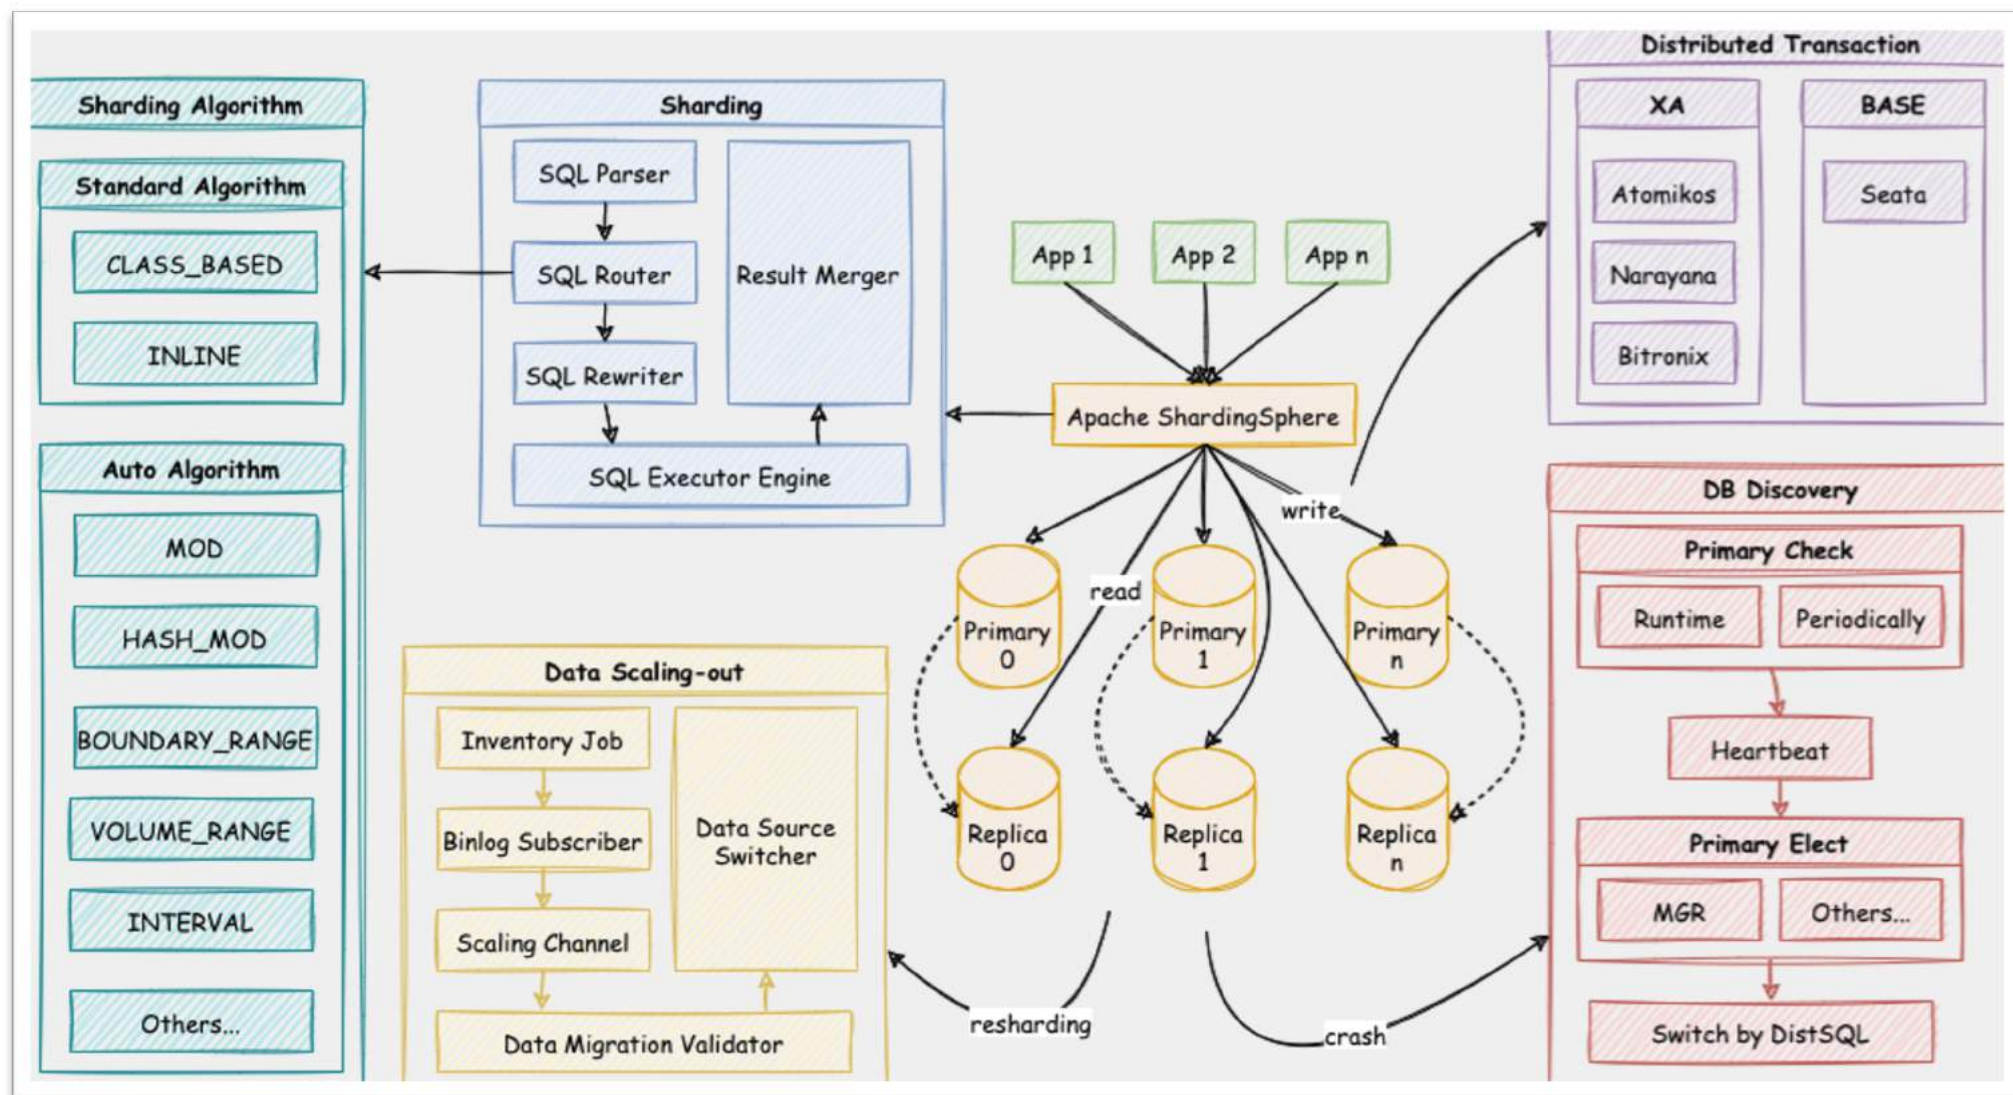 Sharding Algorithm
Standard Algorithm
CLASS_BASED
INLINE
Auto Algorithm
MOD
HASH_MOD
BOUNDARY_RANGE
VOLUME_RANGE
INTERVAL
Others...
Sharding
SQL Parser
SQL Router
SQL Rewriter
Result Merger
SQL Executor Engine
Data Scaling-out
Inventory Job
Binlog Subscriber
Scaling Channel
Data Source
Switcher
Data Migration Validator
App 1
App 2
App n
Apache ShardingSphere
write
read
Primary
0
Primary
1
Primary
n
Replica
0
Replica
1
Replica
n
resharding
crash
Distributed Transaction
XA
Atomikos
Narayana
Bitronix
BASE
Seata
DB Discovery
Primary Check
Runtime
Periodically
Heartbeat
Primary Elect
MGR
Others...
Switch by DistSQL